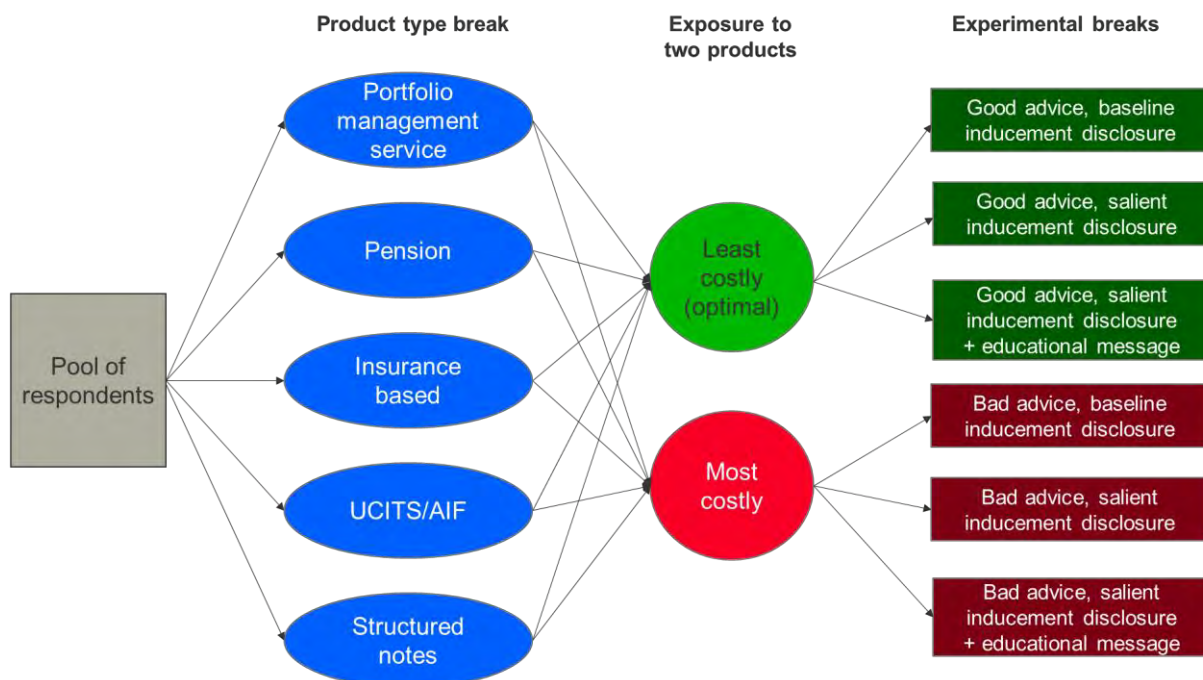 Product type break
Exposure to
two products
Experimental breaks
Pool of
respondents
Portfolio
management
service
Pension
Insurance
based
UCITS/AIF
Structured
notes
Least
costly
(optimal)
Most
costly
Good advice, baseline
inducement disclosure
Good advice, salient
inducement disclosure
Good advice, salient
inducement disclosure
+ educational message
Bad advice, baseline
inducement disclosure
Bad advice, salient
inducement disclosure
Bad advice, salient
inducement disclosure
+ educational message